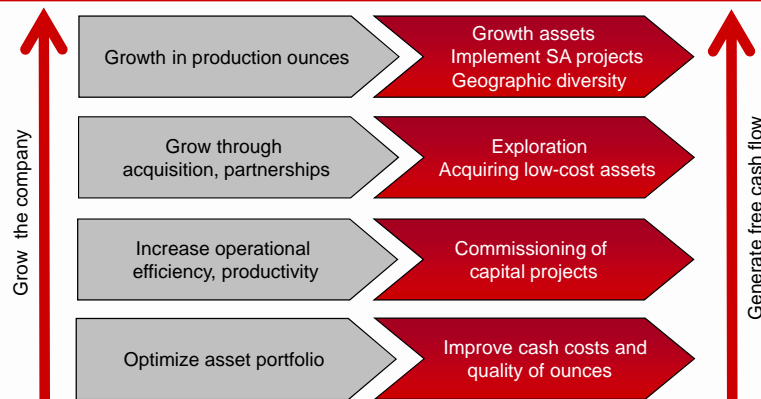 Growth in production ounces
Growth assets
Implement SA projects
Geographic diversity
Grow through
acquisition, partnerships
Exploration
Acquiring low-cost assets
Increase operational
efficiency, productivity
Commissioning of
capital projects
Optimize asset portfolio
Improve cash costs and
quality of ounces
Grow the company
Generate free cash flow